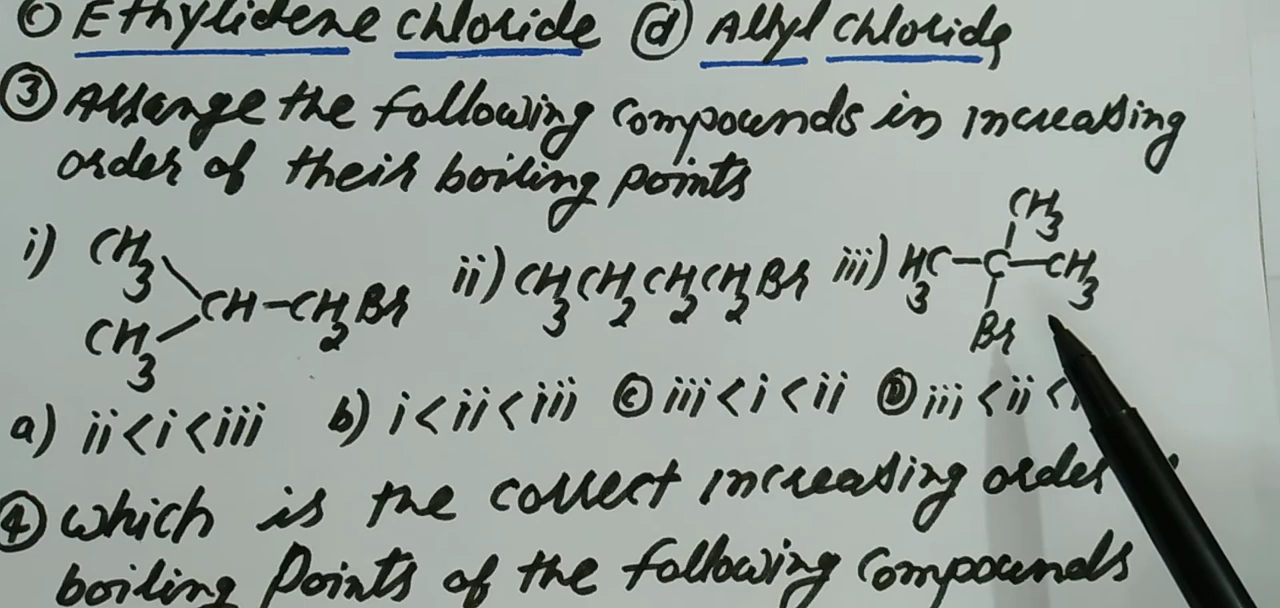 ⓒ Ethylidene chloride ⓓ Allyl chloride
③ Arrange the following compounds in increasing
order of their boiling points
CH3
i) CH3 ii) CH3CH2CH2CH2Br iii) H3C-C-CH3
CH-CH2Br
CH3 Br
a) ii<i<iii b) i<ii<iii ⓒ iii<i<ii Ⓓ iii<ii<
④ which is the correct increasing order
boiling points of the following compounds